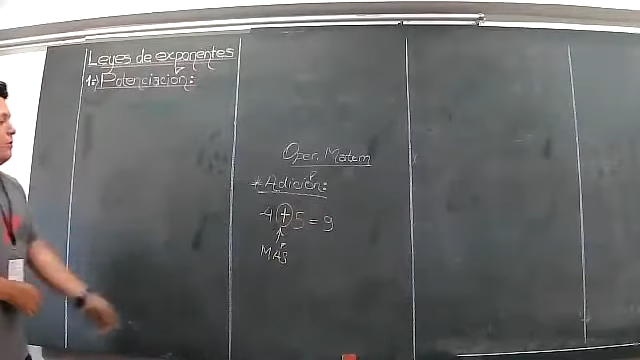 Leyes de exponentes
1.) Potenciación:
Oper. Matem
* Adición:
4 + 5 = 9
MÁS